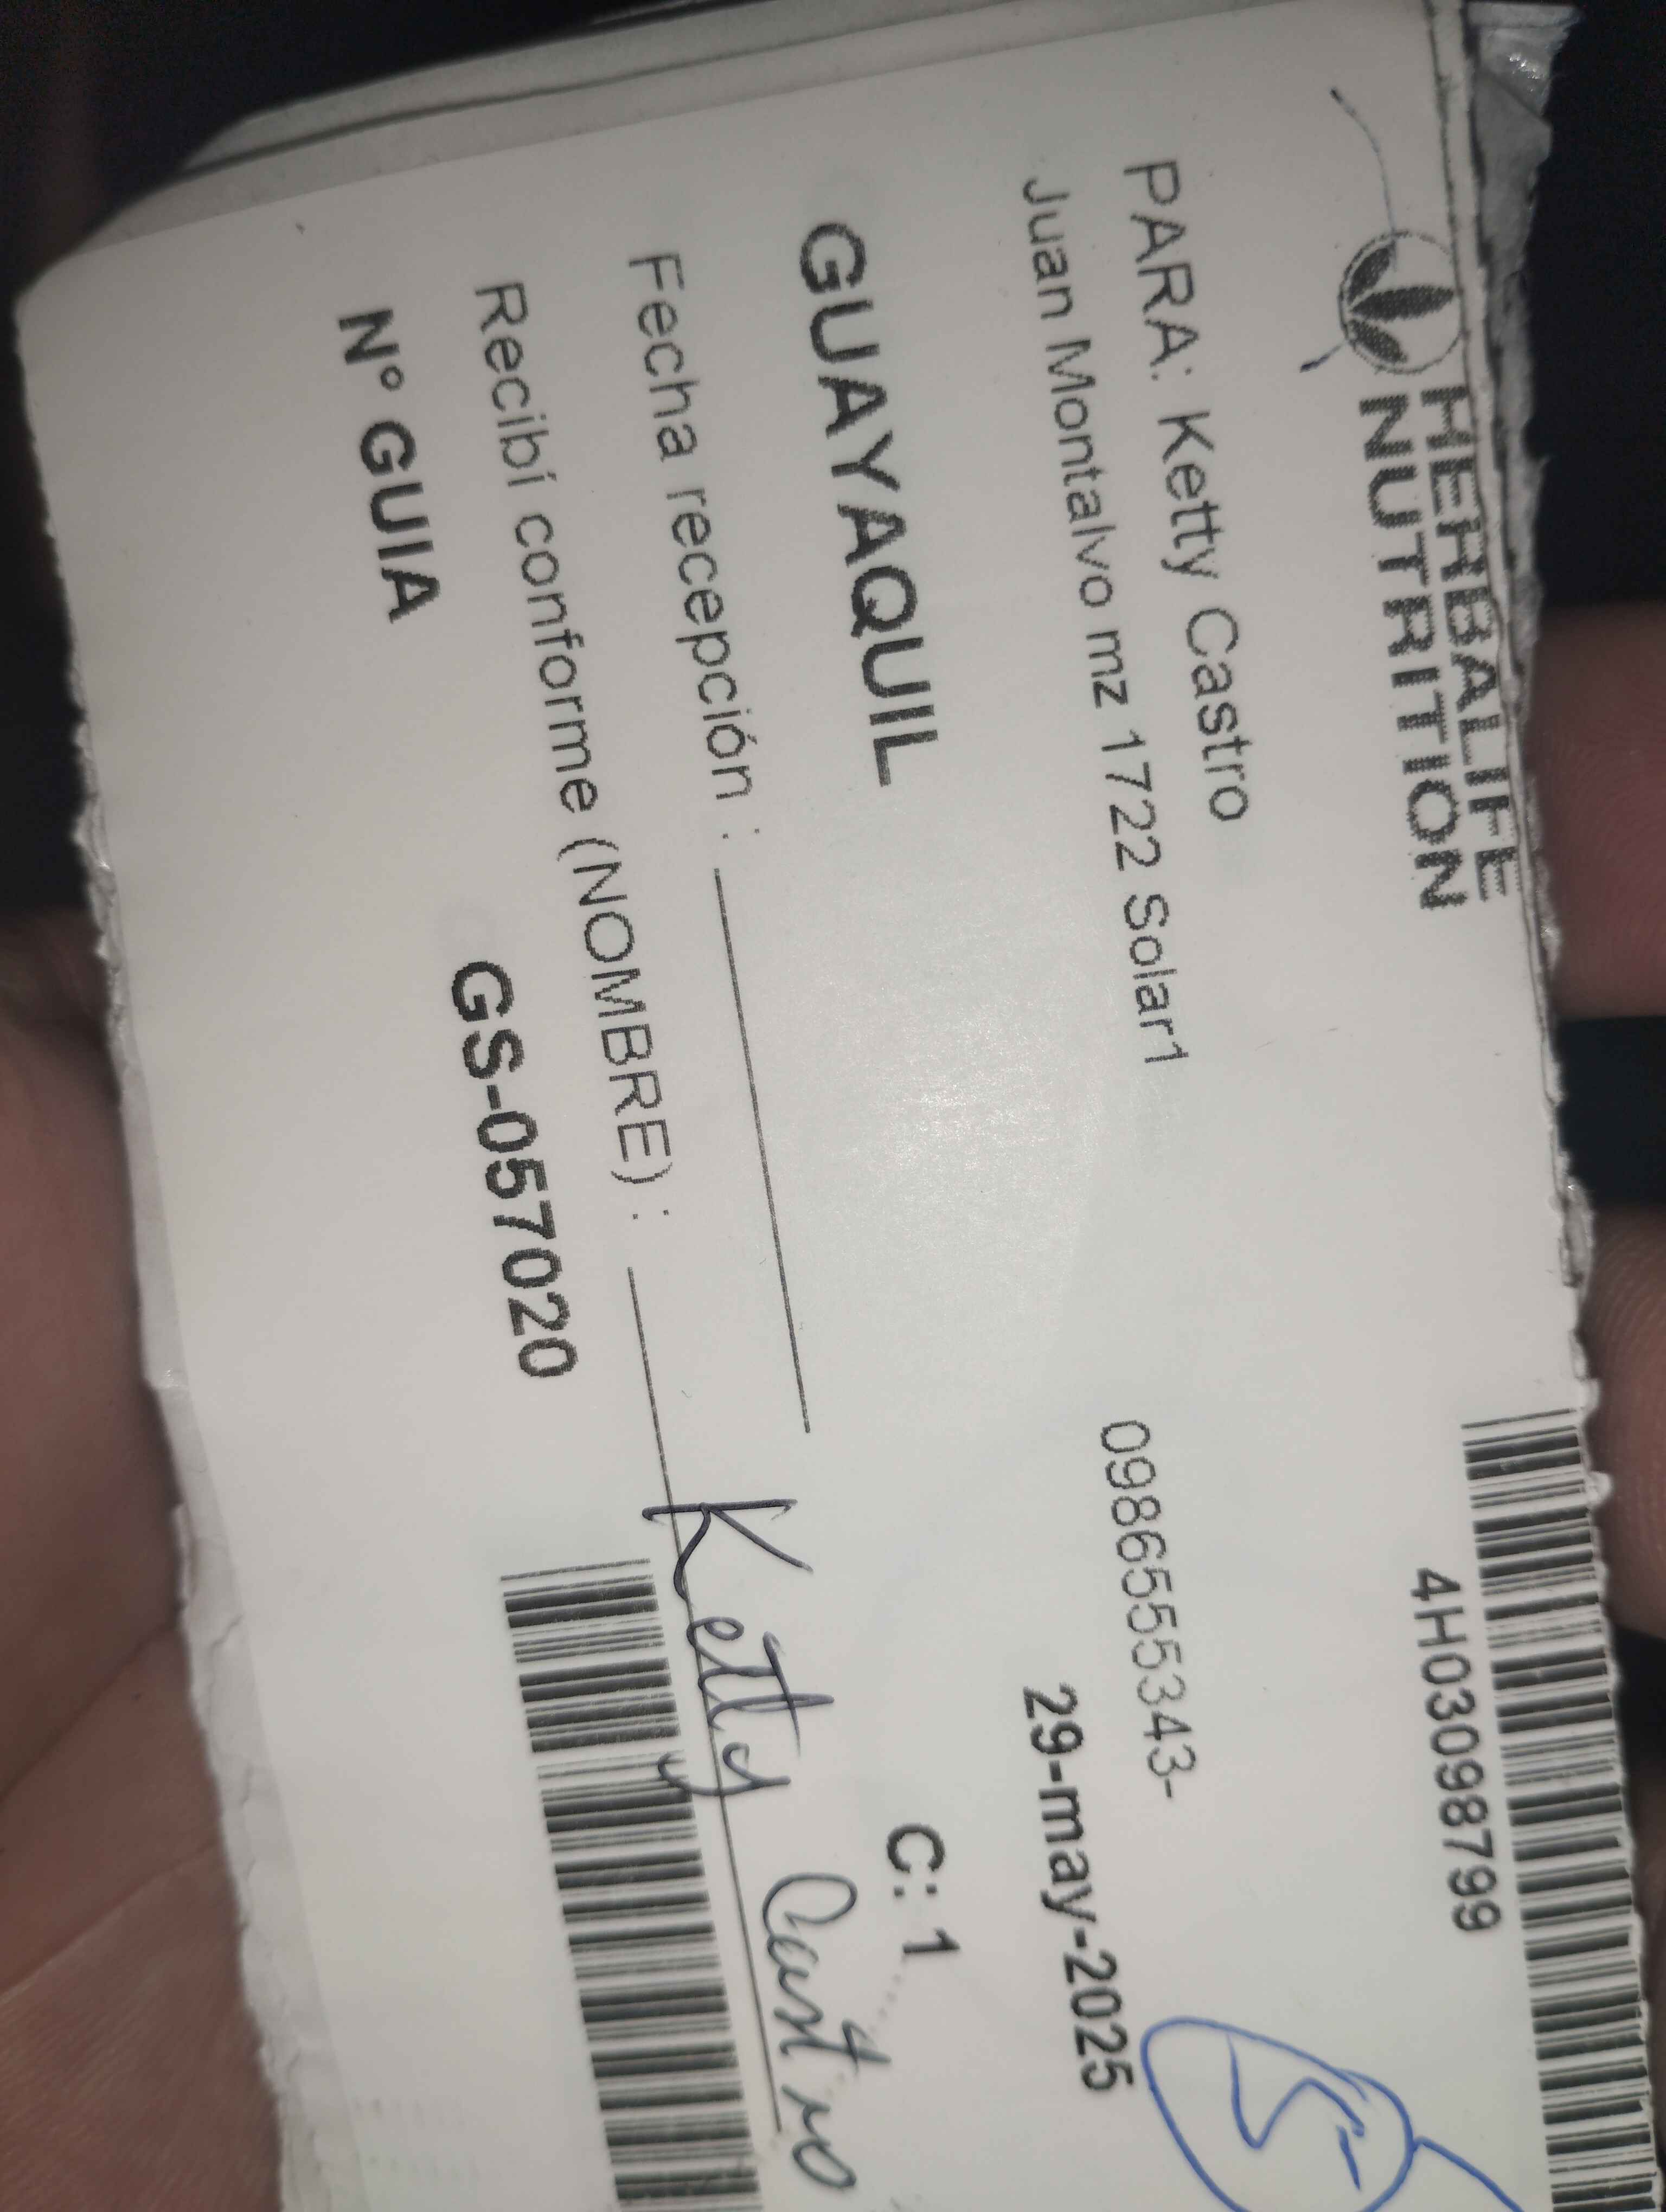 HERBALIFE
NUTRITION
4H03098799
PARA: Ketty Castro
0986555343-
Juan Montalvo mz 1722 Solar1
29-may-2025
GUAYAQUIL
C: 1
Fecha recepción :
Recibí conforme (NOMBRE) : Ketty Castro
N° GUIA GS-057020